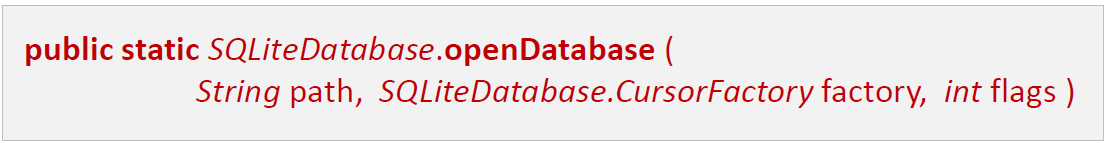 public static SQLiteDatabase.openDatabase (
String path, SQLiteDatabase.CursorFactory factory, int flags )